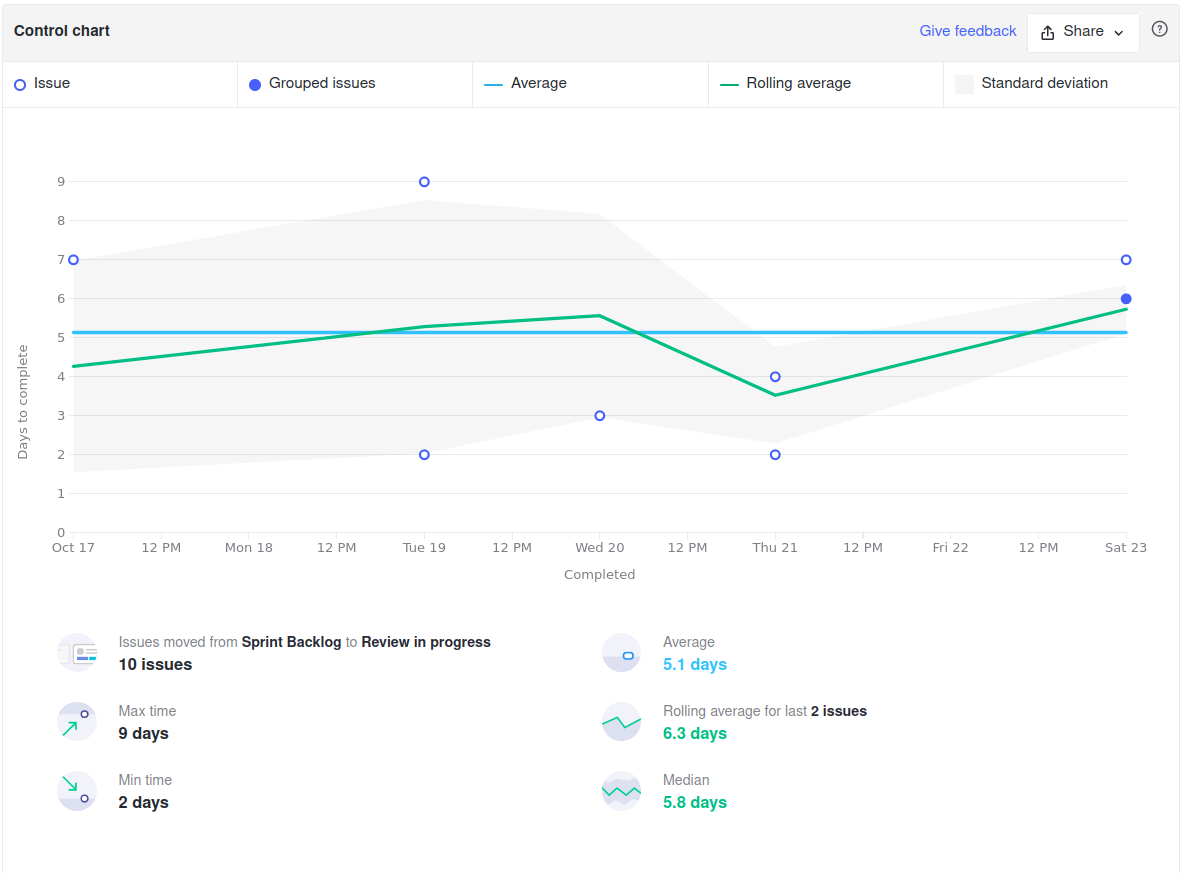 Control chart
Give feedback
Share
?
Issue
Grouped issues
Average
Rolling average
Standard deviation
9
8
7
6
5
4
3
2
1
0
Days to complete
Oct 17 12 PM Mon 18 12 PM Tue 19 12 PM Wed 20 12 PM Thu 21 12 PM Fri 22 12 PM Sat 23
Completed
Issues moved from Sprint Backlog to Review in progress
10 issues
Average
5.1 days
Max time
9 days
Rolling average for last 2 issues
6.3 days
Min time
2 days
Median
5.8 days